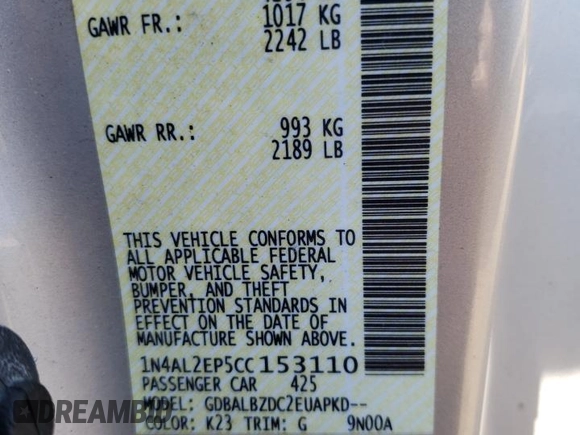 GAWR FR.: 1017 KG
2242 LB
GAWR RR.: 993 KG
2189 LB
THIS VEHICLE CONFORMS TO
ALL APPLICABLE FEDERAL
MOTOR VEHICLE SAFETY,
BUMPER, AND THEFT
PREVENTION STANDARDS IN
EFFECT ON THE DATE OF
MANUFACTURE SHOWN ABOVE.
1N4AL2EP5CC153110
PASSENGER CAR 425
MODEL: GDBALBZDC2EUAPKD--
COLOR: K23 TRIM: G 9N00A
DREAMBID